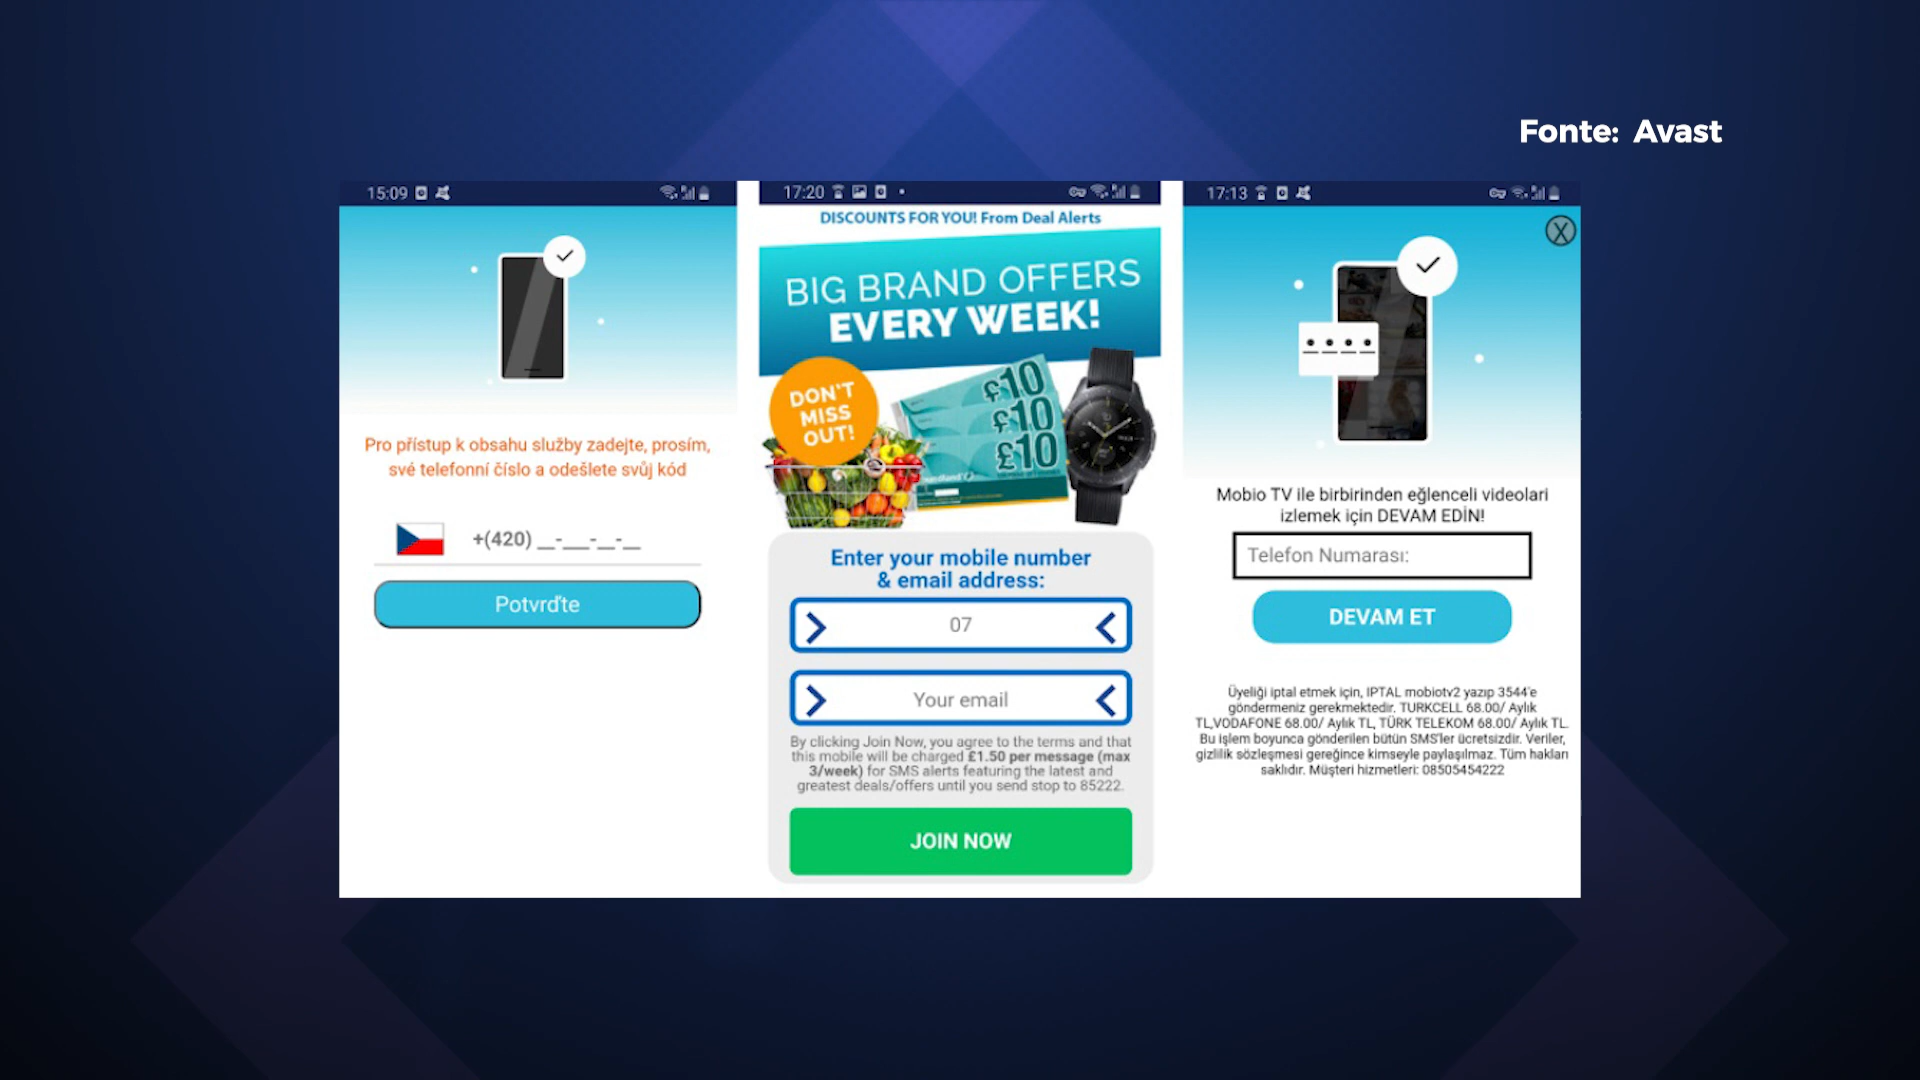 Fonte: Avast
15:09
Pro přístup k obsahu služby zadejte, prosím,
své telefonní číslo a odešlete svůj kód
+(420) __-___-__-__
Potvrďte
17:20
DISCOUNTS FOR YOU! From Deal Alerts
BIG BRAND OFFERS
EVERY WEEK!
DON'T
MISS
OUT!
£10
£10
£10
Enter your mobile number
& email address:
07
Your email
By clicking Join Now, you agree to the terms and that
this mobile will be charged £1.50 per message (max
3/week) for SMS alerts featuring the latest and
greatest deals/offers until you send stop to 85222.
JOIN NOW
17:13
X
Mobio TV ile birbirinden eğlenceli videolari
izlemek için DEVAM EDİN!
Telefon Numarası:
DEVAM ET
Üyeliği iptal etmek için, IPTAL mobiotv2 yazıp 3544'e
göndermeniz gerekmektedir. TURKCELL 68.00/ Aylık
TL,VODAFONE 68.00/ Aylık TL, TÜRK TELEKOM 68.00/ Aylık TL.
Bu işlem boyunca gönderilen bütün SMS'ler ücretsizdir. Veriler,
gizlilik sözleşmesi gereğince kimseyle paylaşılmaz. Tüm hakları
saklıdır. Müşteri hizmetleri: 08505454222